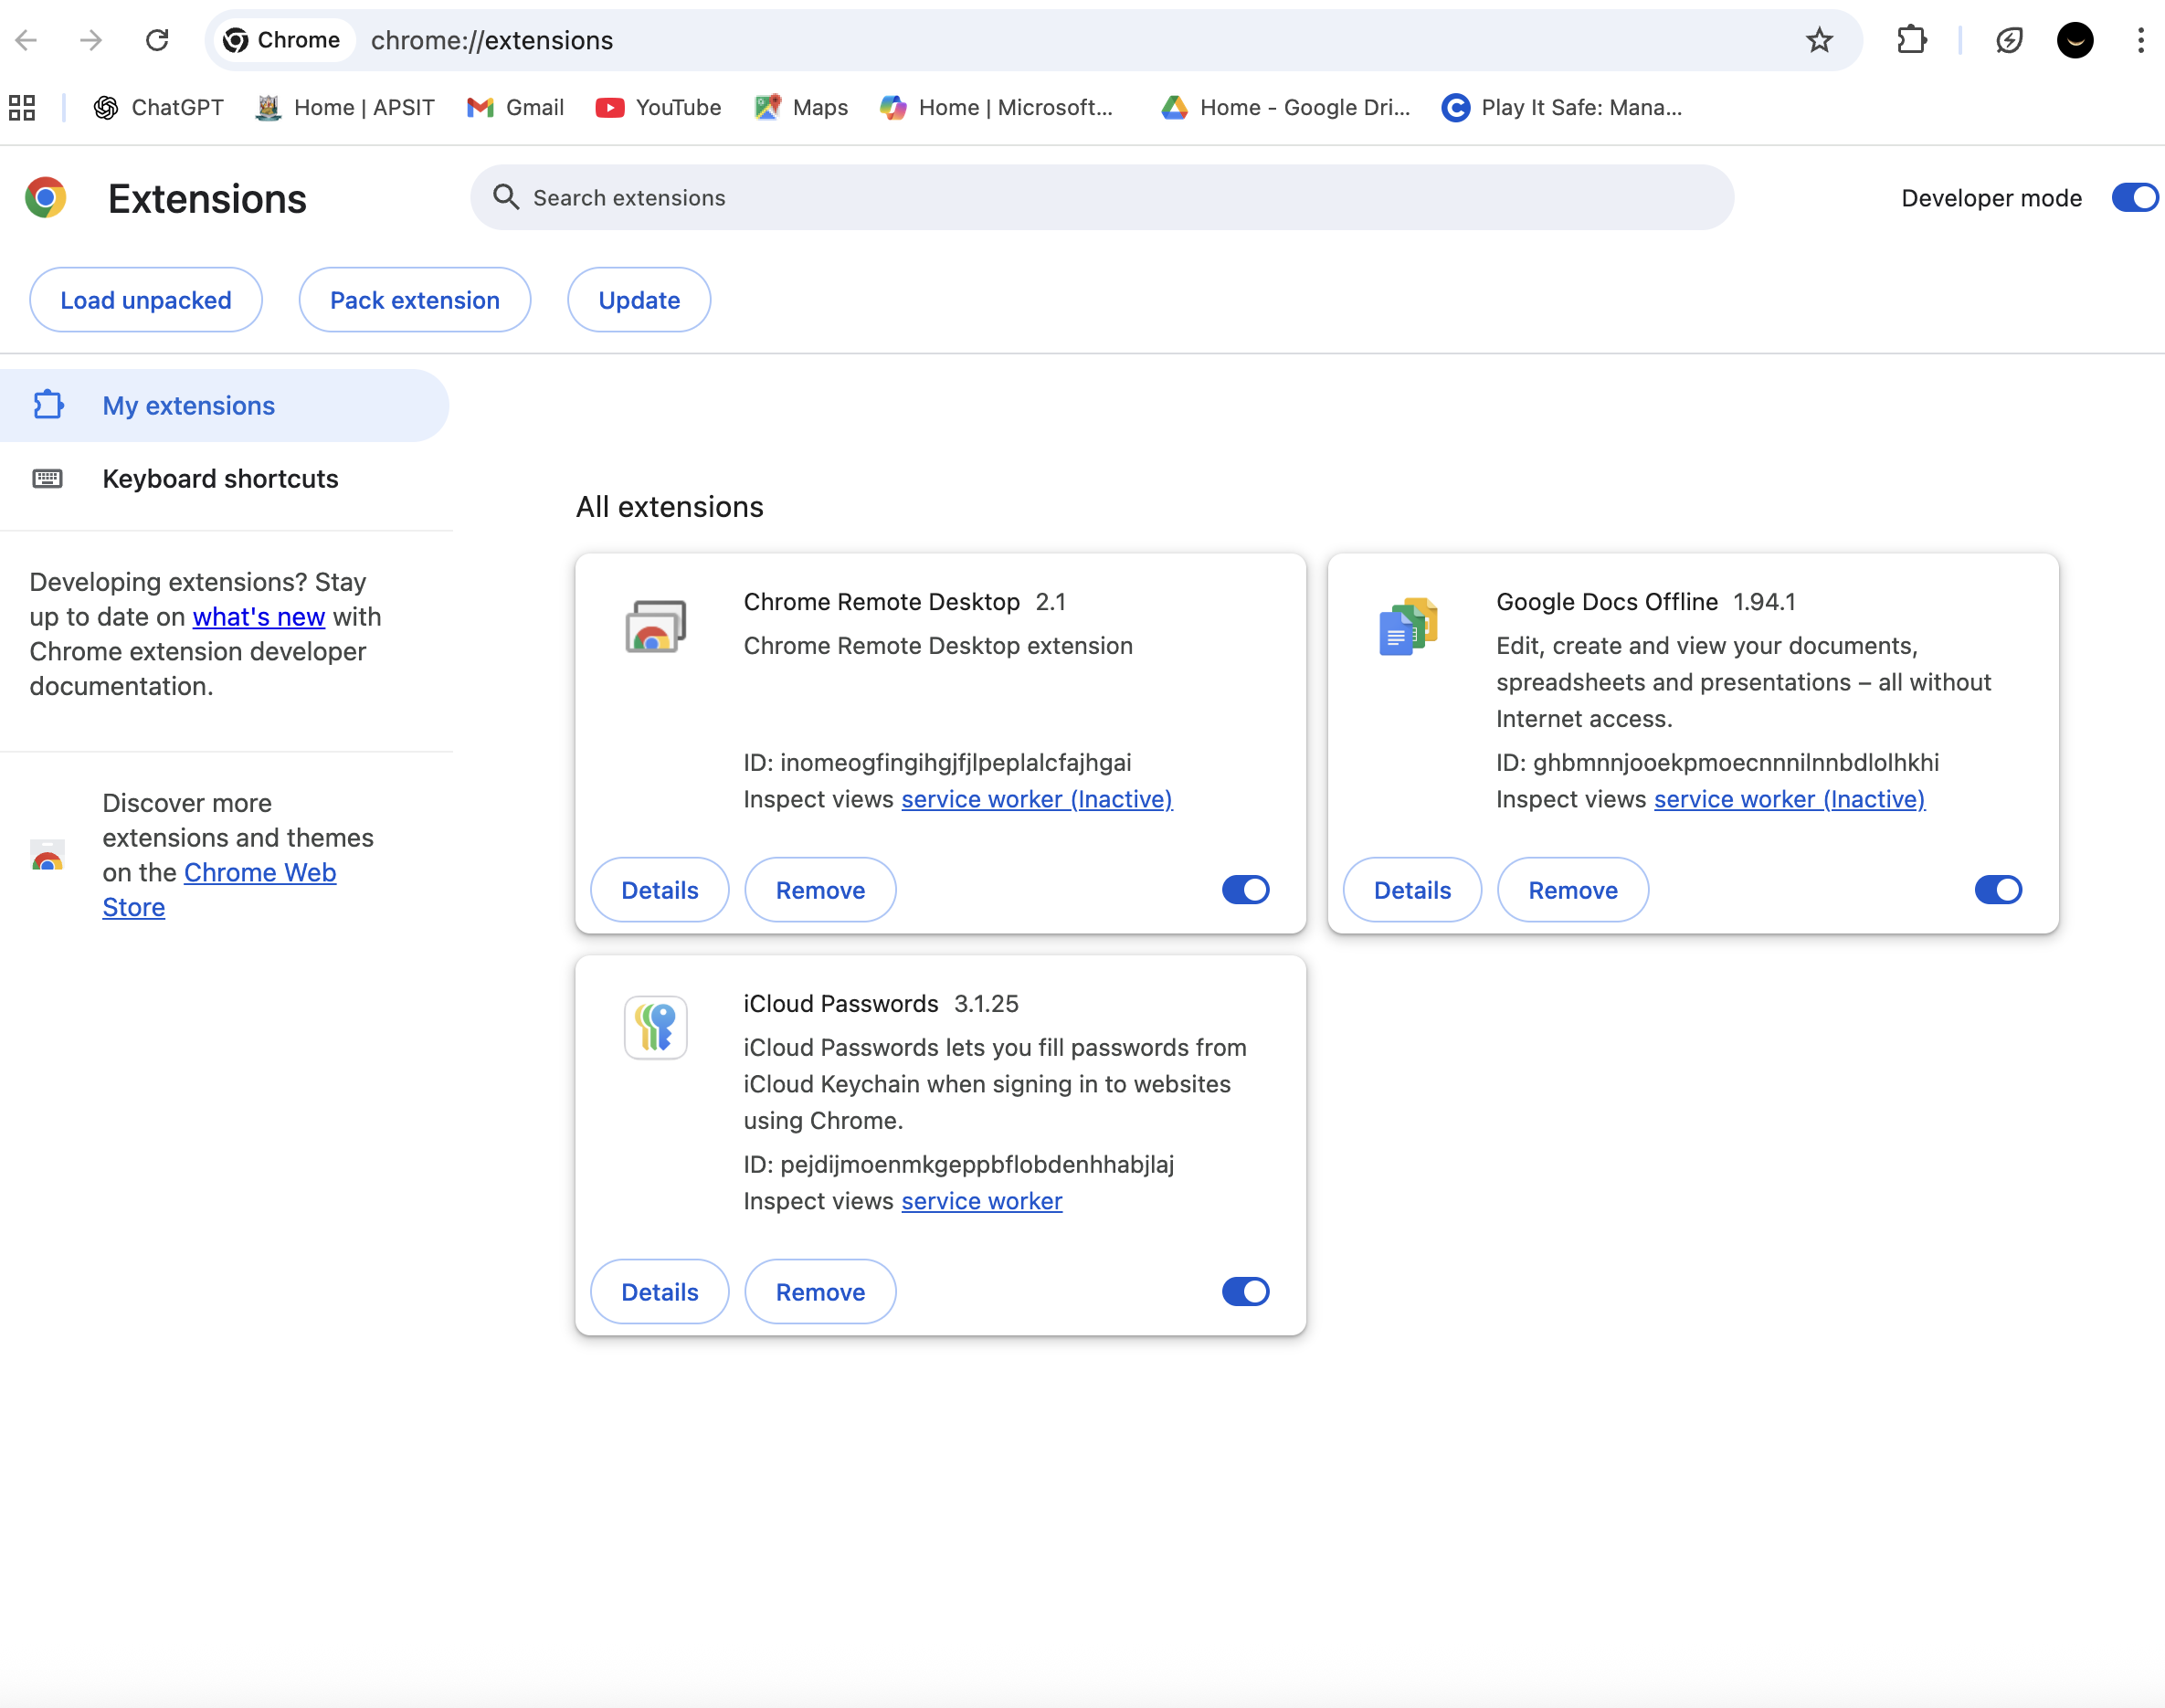 Chrome chrome://extensions
ChatGPT Home | APSIT Gmail YouTube Maps Home | Microsoft... Home - Google Dri... Play It Safe: Mana...
Extensions
Search extensions
Developer mode
Load unpacked Pack extension Update
My extensions
Keyboard shortcuts
Developing extensions? Stay
up to date on what's new with
Chrome extension developer
documentation.
Discover more
extensions and themes
on the Chrome Web
Store
All extensions
Chrome Remote Desktop 2.1
Chrome Remote Desktop extension
ID: inomeogfingihgjfjlpeplalcfajhgai
Inspect views service worker (Inactive)
Details Remove
Google Docs Offline 1.94.1
Edit, create and view your documents,
spreadsheets and presentations – all without
Internet access.
ID: ghbmnnjooekpmoecnnnilnnbdlolhkhi
Inspect views service worker (Inactive)
Details Remove
iCloud Passwords 3.1.25
iCloud Passwords lets you fill passwords from
iCloud Keychain when signing in to websites
using Chrome.
ID: pejdijmoenmkgeppbflobdenhhabjlaj
Inspect views service worker
Details Remove